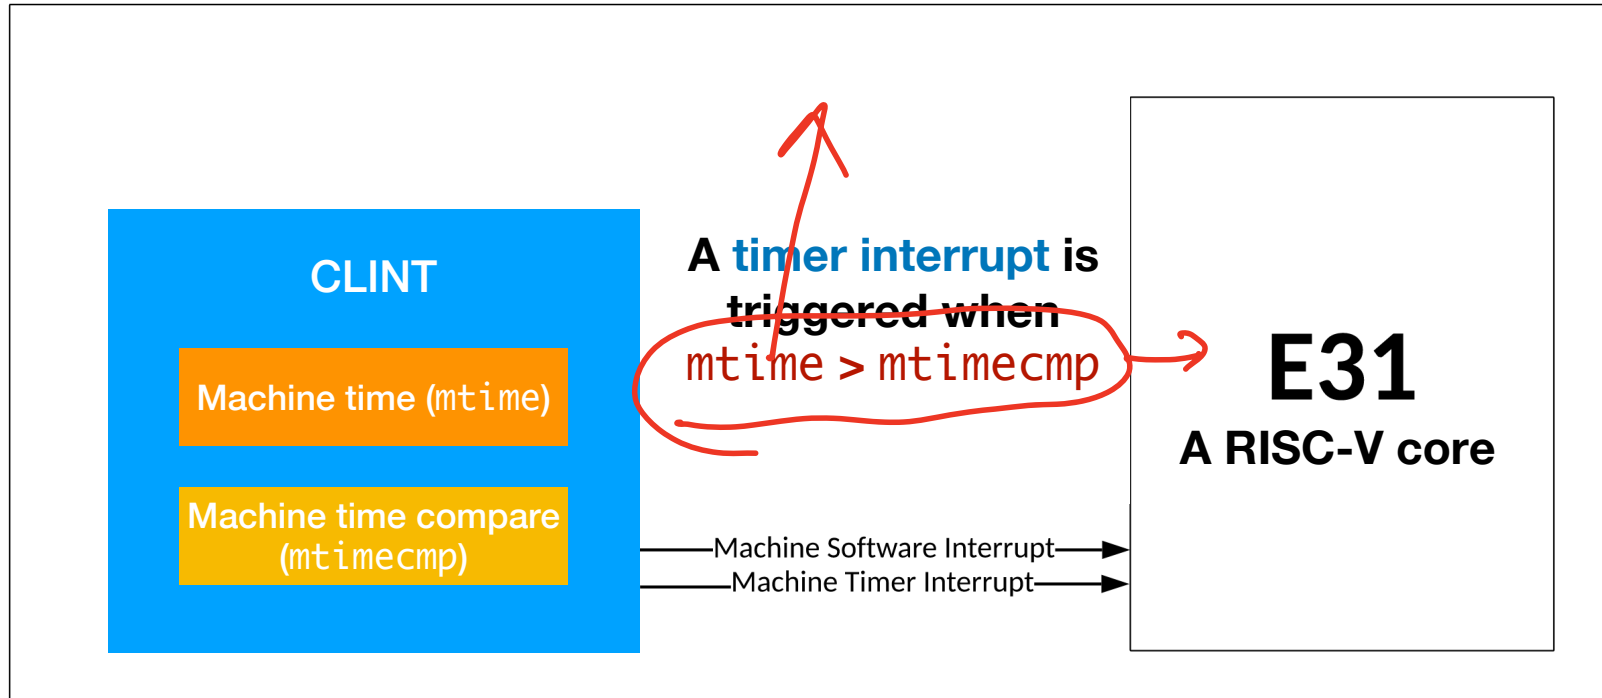 CLINT
Machine time (mtime)
Machine time compare
(mtimecmp)
A timer interrupt is
triggered when
mtime > mtimecmp
Machine Software Interrupt
Machine Timer Interrupt
E31
A RISC-V core